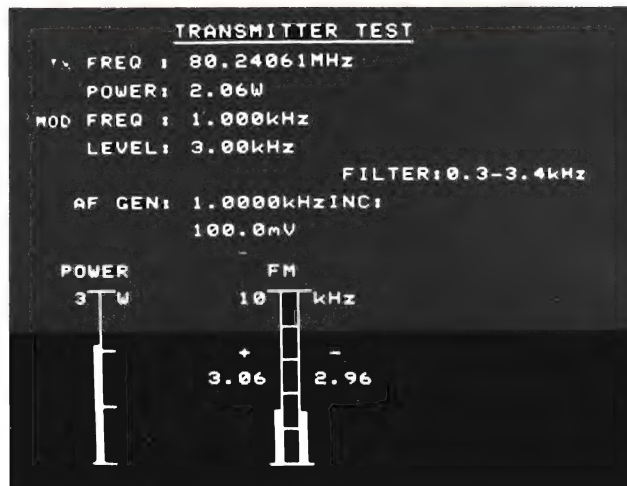 TRANSMITTER TEST
TX FREQ : 80.24061MHz
POWER: 2.06W
MOD FREQ : 1.000kHz
LEVEL: 3.00kHz
FILTER:0.3-3.4kHz
AF GEN: 1.0000kHzINC:
100.0mV
POWER FM
3 W 10 kHz
+ -
3.06 2.96